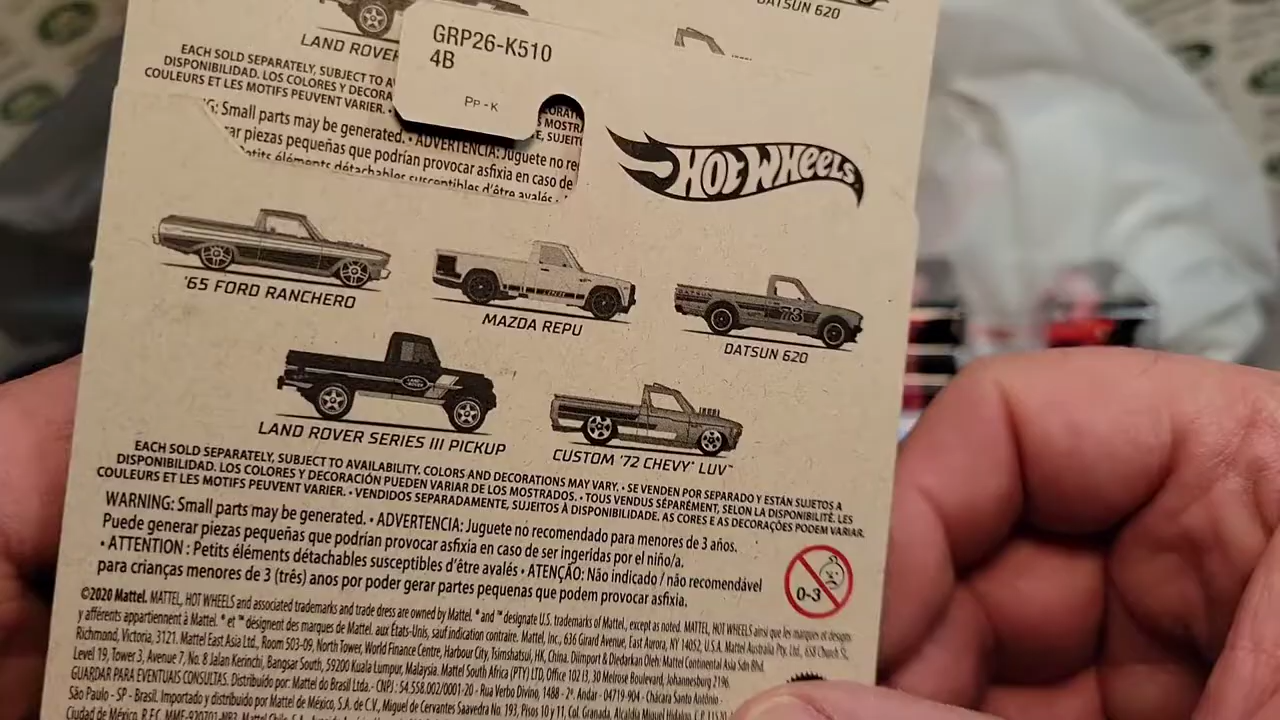 DATSUN 620
LAND ROVER
GRP26-K510
4B
PP-K
EACH SOLD SEPARATELY, SUBJECT TO
DISPONIBILIDAD. LOS COLORES Y DECORA
COULEURS ET LES MOTIFS PEUVENT VARIER. •
Small parts may be generated. • ADVERTENCIA: Juguete no re
piezas pequeñas que podrían provocar asfixia en caso de
Petits éléments détachables susceptibles d'être avalés •
HOT WHEELS
'65 FORD RANCHERO
MAZDA REPU
73
DATSUN 620
LAND ROVER SERIES III PICKUP
CUSTOM '72 CHEVY LUV™
EACH SOLD SEPARATELY, SUBJECT TO AVAILABILITY. COLORS AND DECORATIONS MAY VARY. • SE VENDEN POR SEPARADO Y ESTÁN SUJETOS A
DISPONIBILIDAD. LOS COLORES Y DECORACIÓN PUEDEN VARIAR DE LOS MOSTRADOS. • TOUS VENDUS SÉPARÉMENT, SELON LA DISPONIBILITÉ. LES
COULEURS ET LES MOTIFS PEUVENT VARIER. • VENDIDOS SEPARADAMENTE, SUJEITOS À DISPONIBILIDADE. AS CORES E AS DECORAÇÕES PODEM VARIAR.
WARNING: Small parts may be generated. • ADVERTENCIA: Juguete no recomendado para menores de 3 años.
Puede generar piezas pequeñas que podrían provocar asfixia en caso de ser ingeridas por el niño/a.
• ATTENTION : Petits éléments détachables susceptibles d'être avalés • ATENÇÃO: Não indicado / não recomendável
para crianças menores de 3 (três) anos por poder gerar partes pequenas que podem provocar asfixia.
0-3
©2020 Mattel. MATTEL, HOT WHEELS and associated trademarks and trade dress are owned by Mattel. ® and ™ designate U.S. trademarks of Mattel, except as noted. MATTEL, HOT WHEELS ainsi que les marques et designs
y afférents appartiennent à Mattel. ® et ™ désignent des marques de Mattel aux États-Unis, sauf indication contraire. Mattel, Inc., 636 Girard Avenue, East Aurora, NY 14052, U.S.A. Mattel Australia Pty. Ltd., 658 Church St.,
Richmond, Victoria, 3121. Mattel East Asia Ltd., Room 503-09, North Tower, World Finance Centre, Harbour City, Tsimshatsui, HK, China. Diimport & Diedarkan Oleh: Mattel Continental Asia Sdn Bhd.
Level 19, Tower 3, Avenue 7, No. 8 Jalan Kerinchi, Bangsar South, 59200 Kuala Lumpur, Malaysia. Mattel South Africa (PTY) LTD, Office 102 I3, 30 Melrose Boulevard, Johannesburg 2196.
GUARDAR PARA EVENTUAIS CONSULTAS. Distribuido por: Mattel do Brasil Ltda.- CNPJ : 54.558.002/0001-20 - Rua Verbo Divino, 1488 - 2º. Andar - 04719-904 - Chácara Santo Antônio -
São Paulo - SP - Brasil. Importado y distribuido por Mattel de México, S.A. de C.V., Miguel de Cervantes Saavedra No. 193, Pisos 10 y 11, Col. Granada, Alcaldía Miguel Hidalgo,
Ciudad de México,